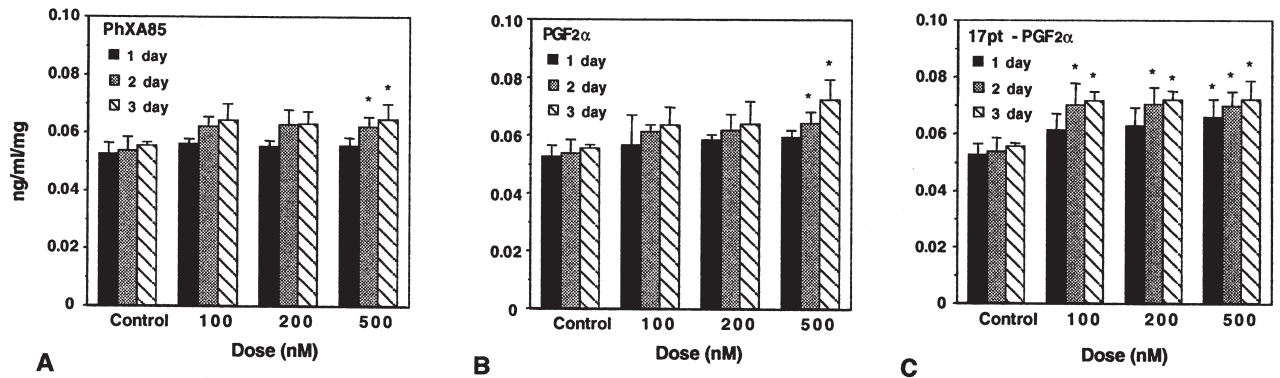 0.10
0.08
0.06
0.04
0.02
0
ng/ml/mg
PhXA85
1 day
2 day
3 day
* *
Control 100 200 500
Dose (nM)
A
0.10
0.08
0.06
0.04
0.02
0
PGF2α
1 day
2 day
3 day
* *
Control 100 200 500
Dose (nM)
B
0.10
0.08
0.06
0.04
0.02
0
17pt - PGF2α
1 day
2 day
3 day
* * * * * * *
Control 100 200 500
Dose (nM)
C